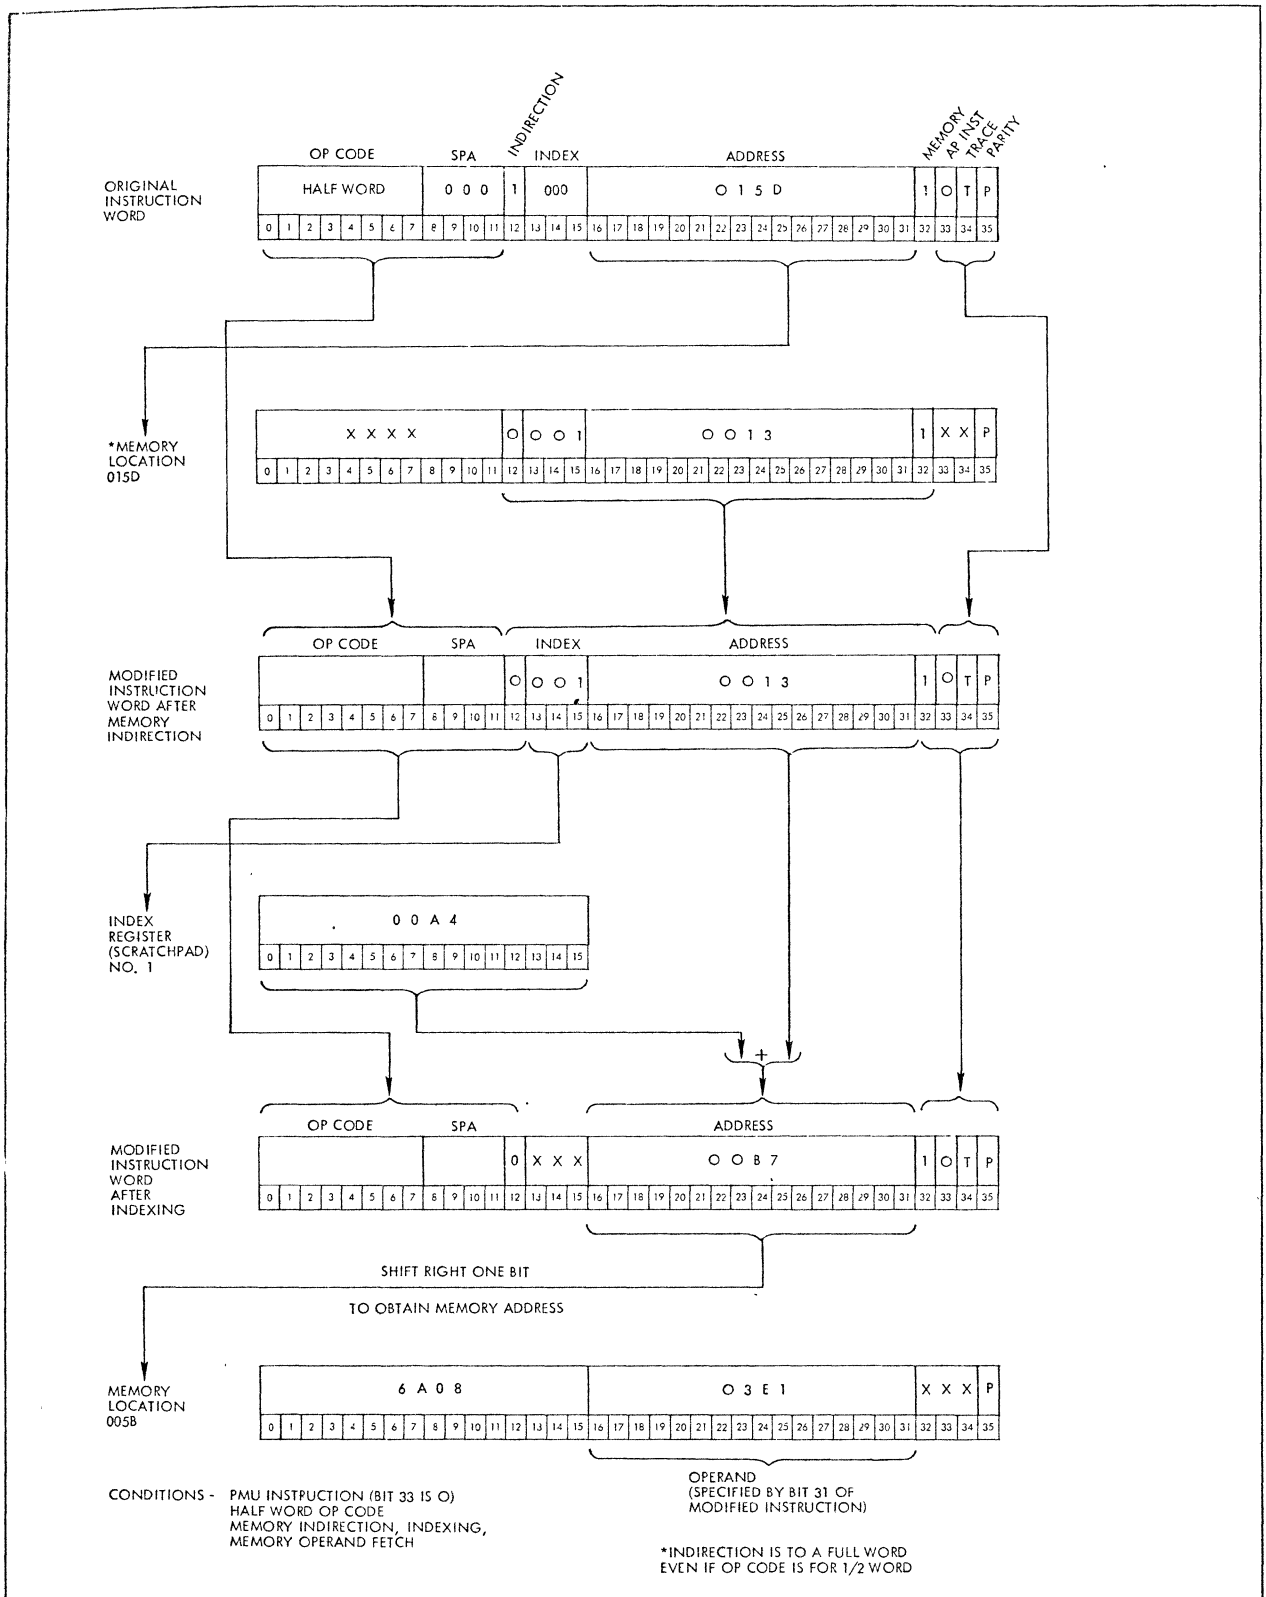 INDIRECTION
MEMORY
AP INST
TRACE
PARITY
OP CODE SPA INDEX ADDRESS
ORIGINAL
INSTRUCTION
WORD
HALF WORD 0 0 0 1 000 O 1 5 D 1 O T P
0 1 2 3 4 5 6 7 8 9 10 11 12 13 14 15 16 17 18 19 20 21 22 23 24 25 26 27 28 29 30 31 32 33 34 35
*MEMORY
LOCATION
015D
X X X X O O O 1 O O 1 3 1 X X P
0 1 2 3 4 5 6 7 8 9 10 11 12 13 14 15 16 17 18 19 20 21 22 23 24 25 26 27 28 29 30 31 32 33 34 35
OP CODE SPA INDEX ADDRESS
MODIFIED
INSTRUCTION
WORD AFTER
MEMORY
INDIRECTION
O O O 1 O O 1 3 1 O T P
0 1 2 3 4 5 6 7 8 9 10 11 12 13 14 15 16 17 18 19 20 21 22 23 24 25 26 27 28 29 30 31 32 33 34 35
INDEX
REGISTER
(SCRATCHPAD)
NO. 1
0 0 A 4
0 1 2 3 4 5 6 7 8 9 10 11 12 13 14 15
+
OP CODE SPA ADDRESS
MODIFIED
INSTRUCTION
WORD
AFTER
INDEXING
0 X X X O O B 7 1 O T P
0 1 2 3 4 5 6 7 8 9 10 11 12 13 14 15 16 17 18 19 20 21 22 23 24 25 26 27 28 29 30 31 32 33 34 35
SHIFT RIGHT ONE BIT
TO OBTAIN MEMORY ADDRESS
MEMORY
LOCATION
005B
6 A 0 8 O 3 E 1 X X X P
0 1 2 3 4 5 6 7 8 9 10 11 12 13 14 15 16 17 18 19 20 21 22 23 24 25 26 27 28 29 30 31 32 33 34 35
OPERAND
(SPECIFIED BY BIT 31 OF
MODIFIED INSTRUCTION)
CONDITIONS - PMU INSTRUCTION (BIT 33 IS O)
HALF WORD OP CODE
MEMORY INDIRECTION, INDEXING,
MEMORY OPERAND FETCH
*INDIRECTION IS TO A FULL WORD
EVEN IF OP CODE IS FOR 1/2 WORD